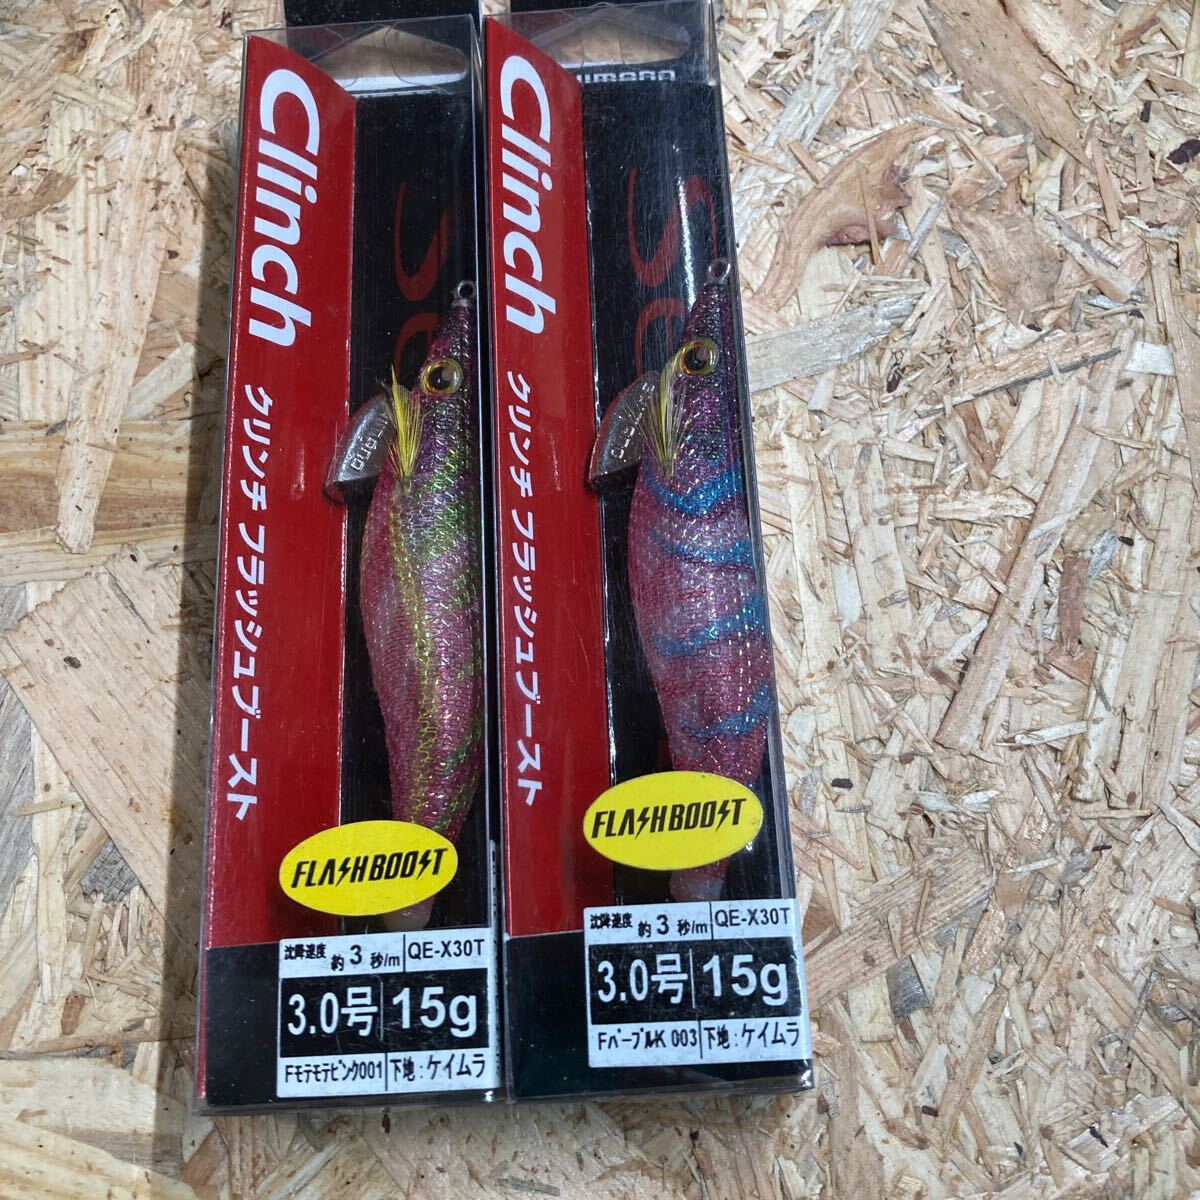 Clinch
クリンチ フラッシュブースト
FLASHBOOST
沈降速度 約3秒/m
QE-X30T
3.0号
15g
FモテモテピンK001
下地:ケイムラ
Clinch
クリンチ フラッシュブースト
FLASHBOOST
沈降速度 約3秒/m
QE-X30T
3.0号
15g
FパープルK 003
下地:ケイムラ